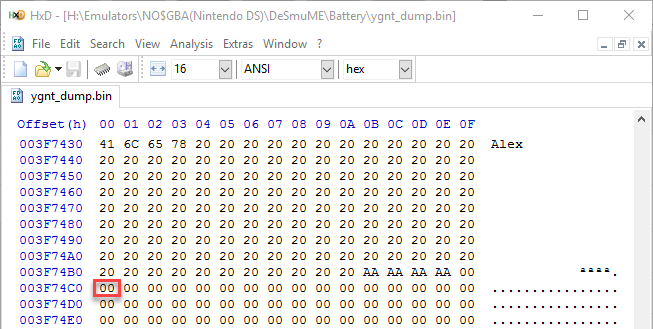 HxD - [H:\Emulators\NO$GBA(Nintendo DS)\DeSmuME\Battery\ygnt_dump.bin]
File Edit Search View Analysis Extras Window ?
16 ANSI hex
ygnt_dump.bin
Offset(h) 00 01 02 03 04 05 06 07 08 09 0A 0B 0C 0D 0E 0F
003F7430 41 6C 65 78 20 20 20 20 20 20 20 20 20 20 20 20 Alex
003F7440 20 20 20 20 20 20 20 20 20 20 20 20 20 20 20 20
003F7450 20 20 20 20 20 20 20 20 20 20 20 20 20 20 20 20
003F7460 20 20 20 20 20 20 20 20 20 20 20 20 20 20 20 20
003F7470 20 20 20 20 20 20 20 20 20 20 20 20 20 20 20 20
003F7480 20 20 20 20 20 20 20 20 20 20 20 20 20 20 20 20
003F7490 20 20 20 20 20 20 20 20 20 20 20 20 20 20 20 20
003F74A0 20 20 20 20 20 20 20 20 20 20 20 20 20 20 20 20
003F74B0 20 20 20 20 20 20 20 20 20 20 20 AA AA AA AA 00 ªªªª.
003F74C0 00 00 00 00 00 00 00 00 00 00 00 00 00 00 00 00 ................
003F74D0 00 00 00 00 00 00 00 00 00 00 00 00 00 00 00 00 ................
003F74E0 00 00 00 00 00 00 00 00 00 00 00 00 00 00 00 00 ................